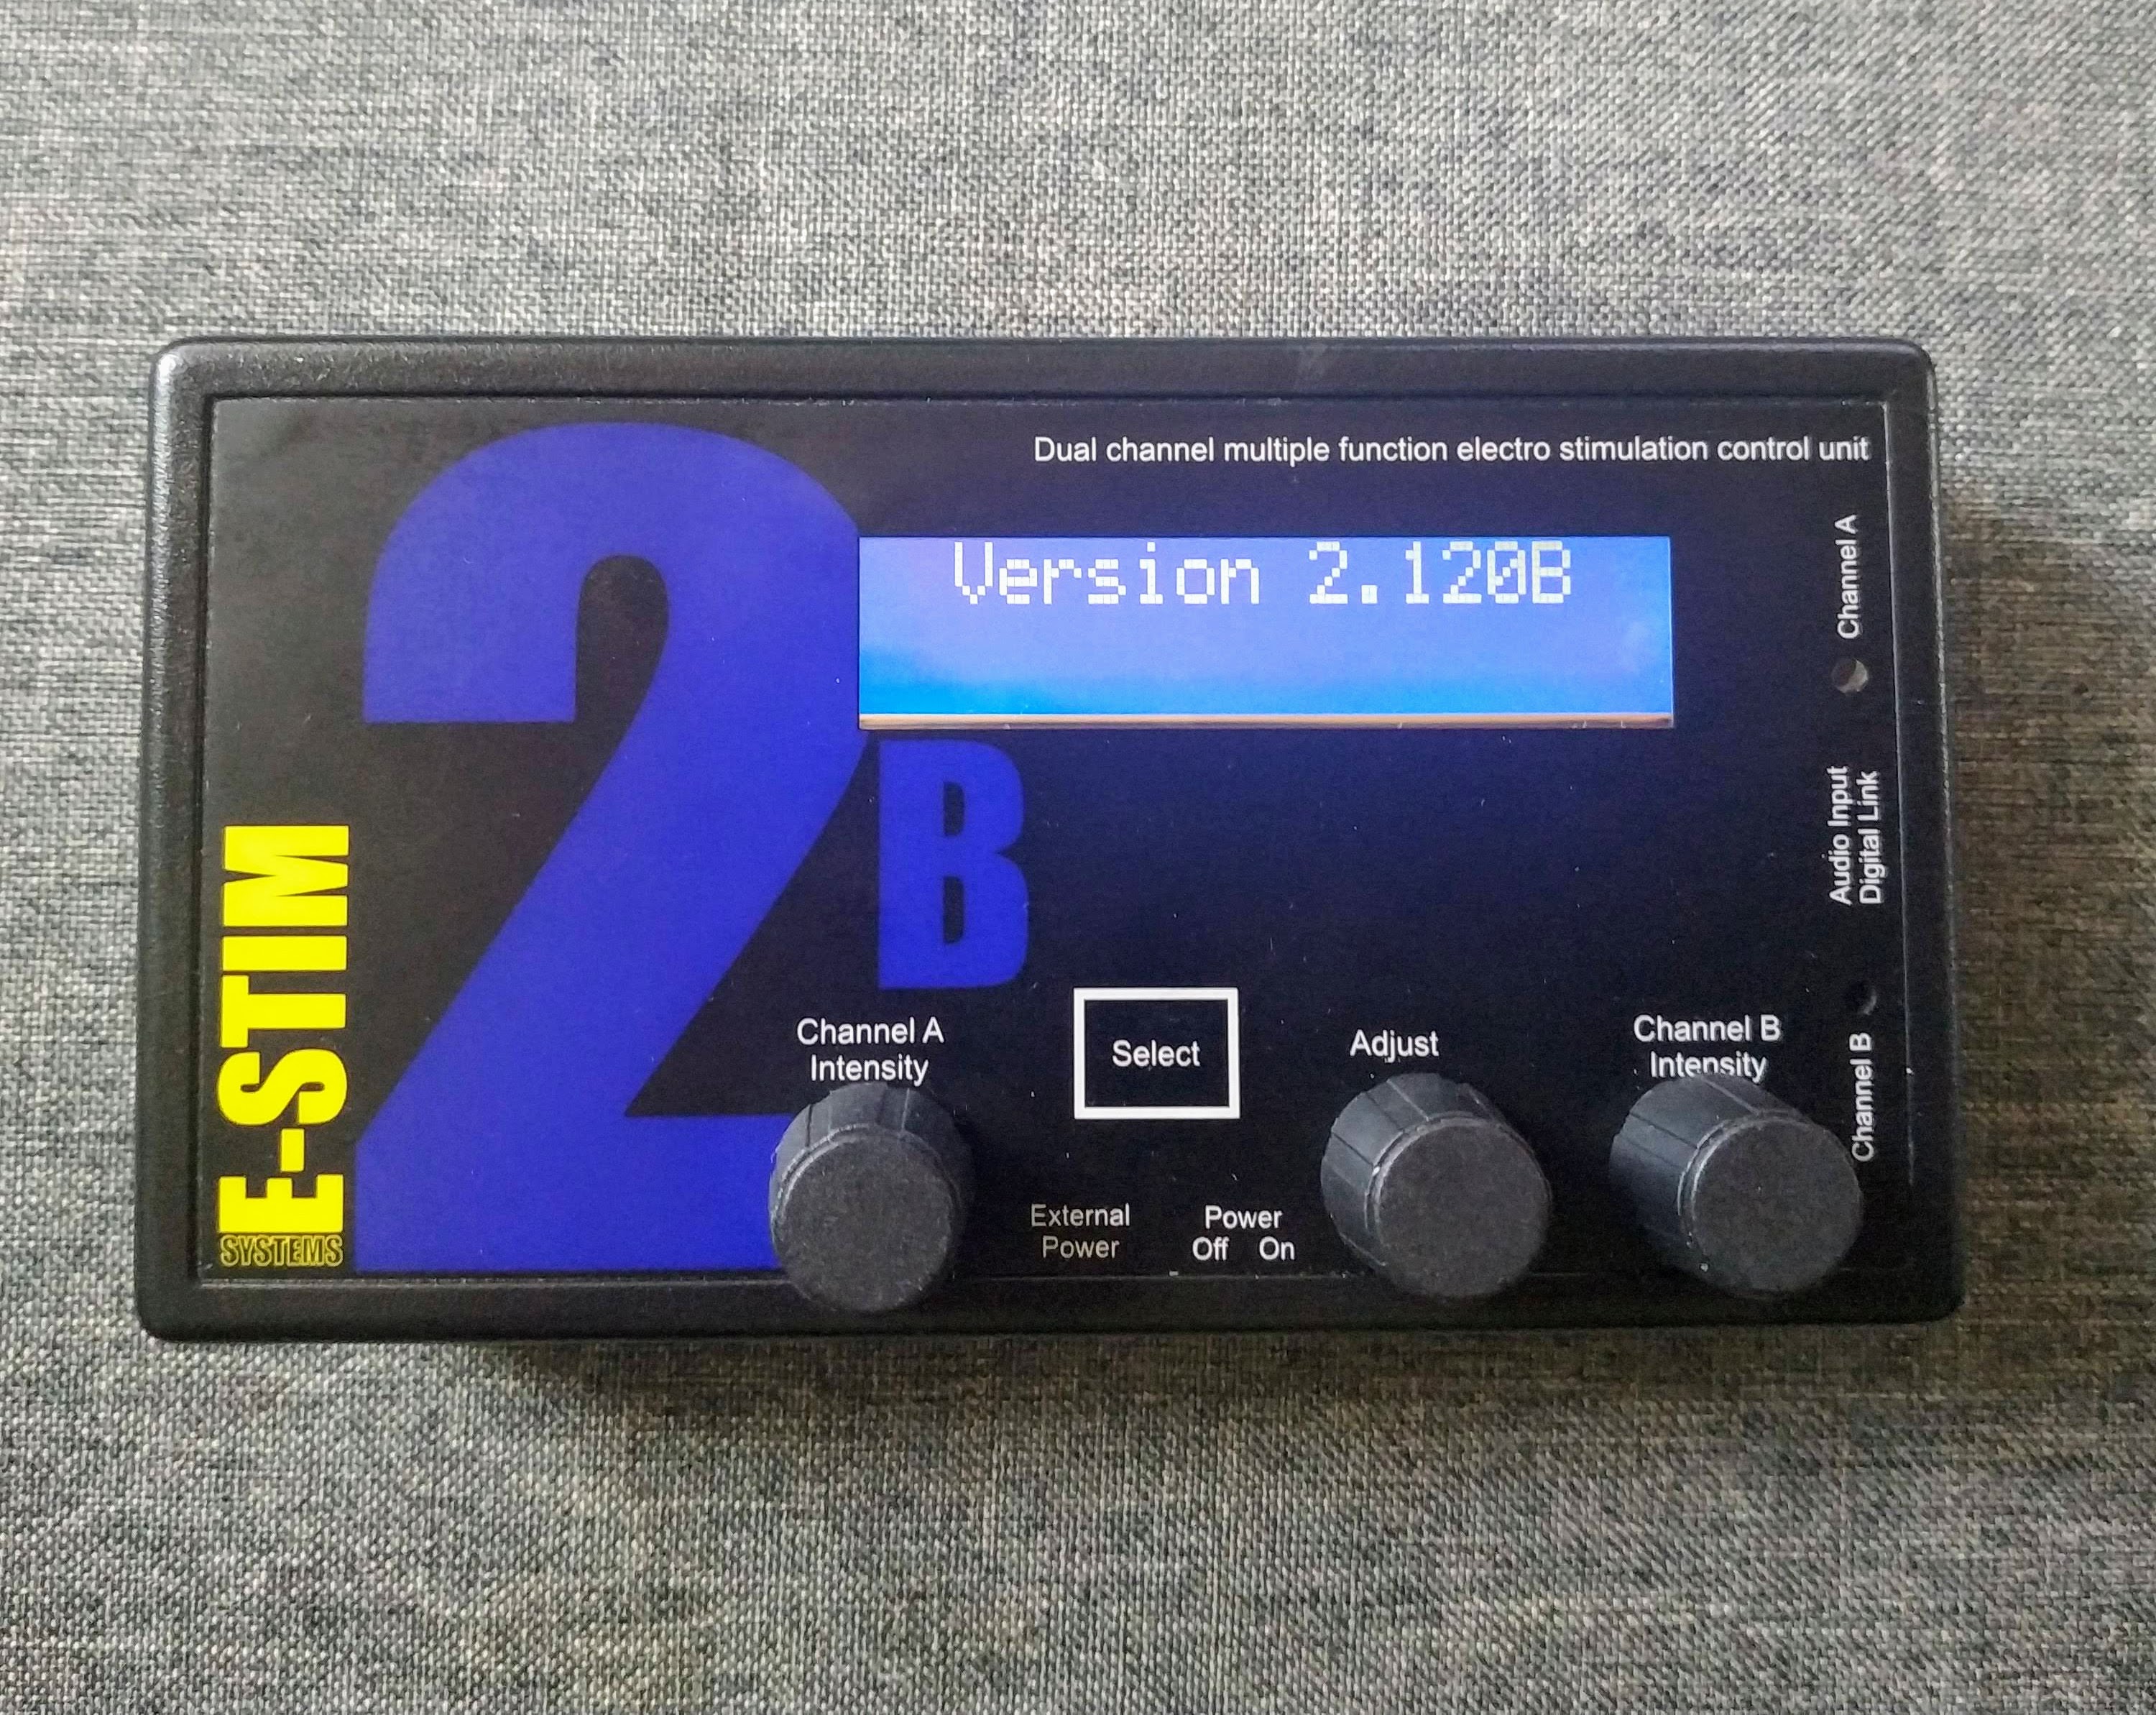 Dual channel multiple function electro stimulation control unit
Version 2.120B
Channel A
2
B
Audio Input
Digital Link
E-STIM
SYSTEMS
Channel A
Intensity
Select
Adjust
Channel B
Intensity
Channel B
External
Power
Power
Off On